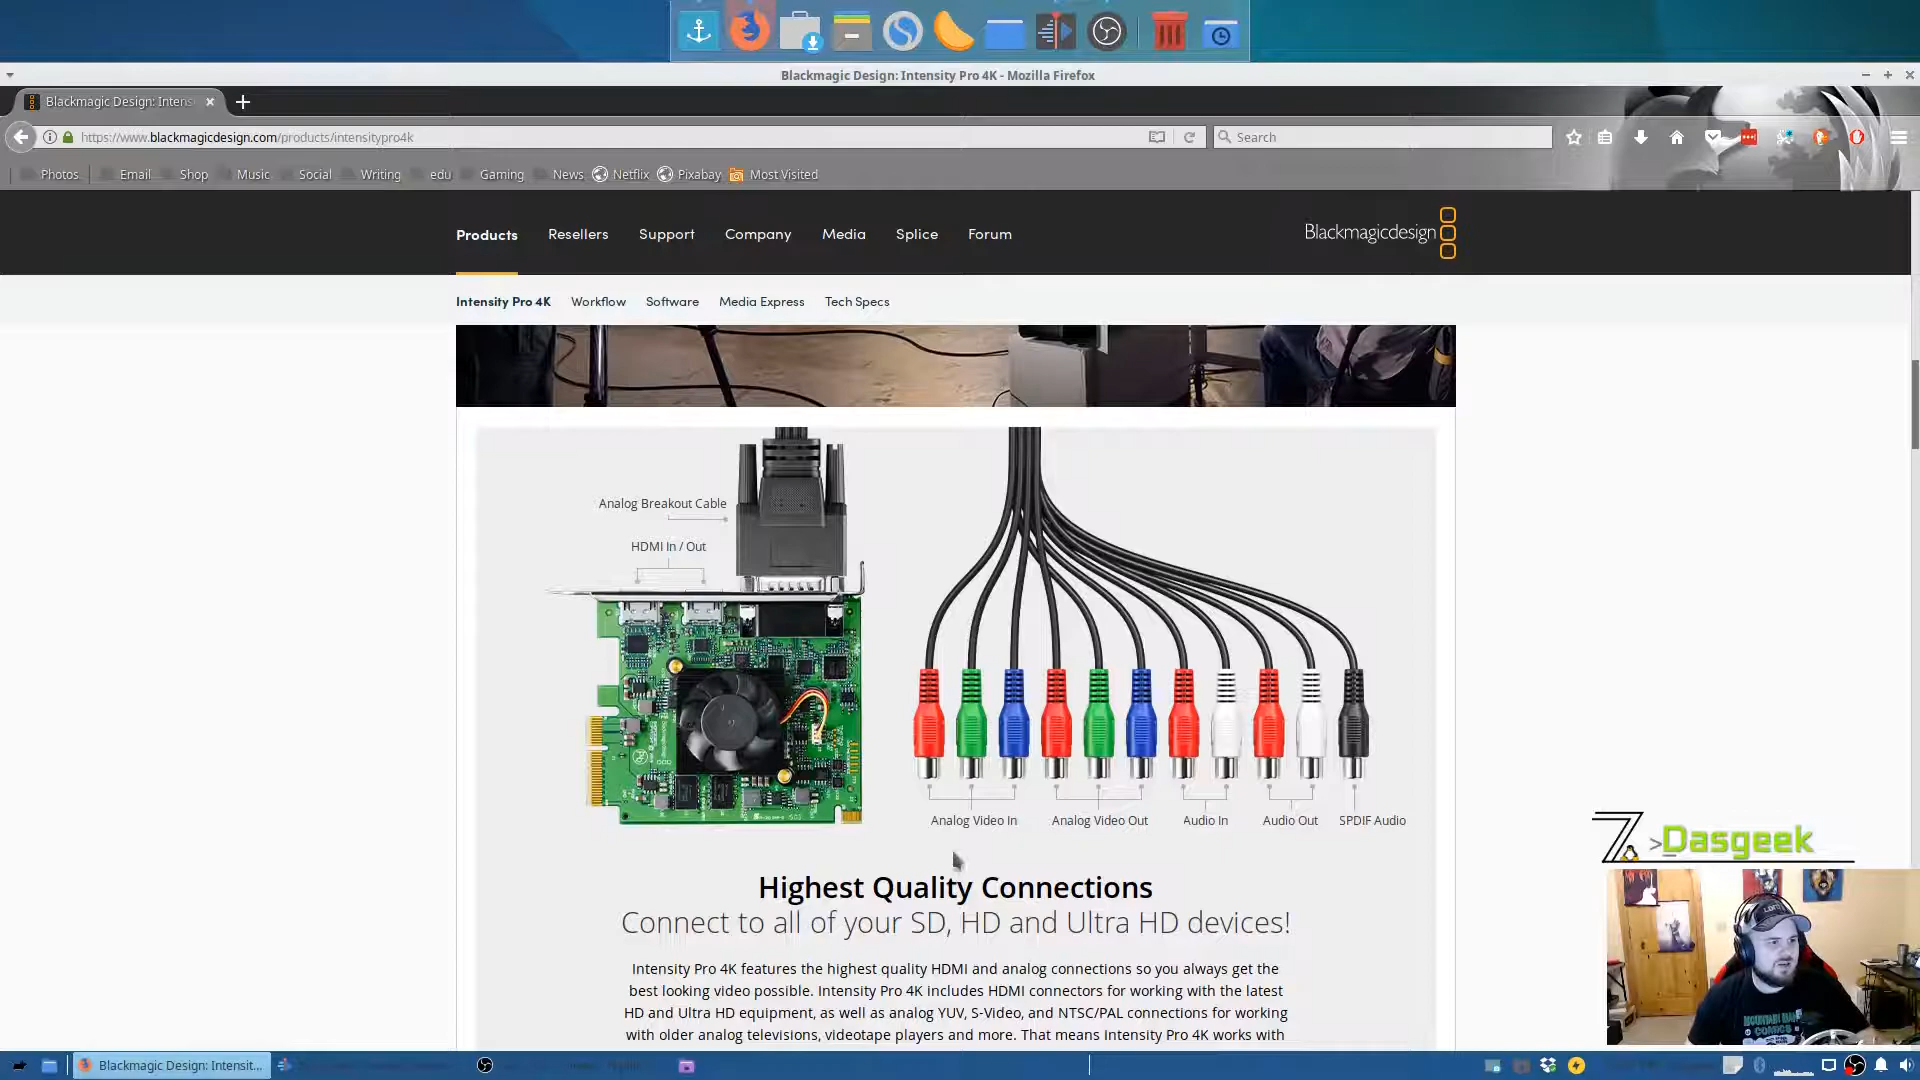 Blackmagic Design: Intensity Pro 4K - Mozilla Firefox
Blackmagic Design: Intens
https://www.blackmagicdesign.com/products/intensitypro4k
Search
Photos Email Shop Music Social Writing edu Gaming News Netflix Pixabay Most Visited
Products Resellers Support Company Media Splice Forum
Blackmagicdesign
Intensity Pro 4K Workflow Software Media Express Tech Specs
Analog Breakout Cable
HDMI In / Out
Analog Video In Analog Video Out Audio In Audio Out SPDIF Audio
Highest Quality Connections
Connect to all of your SD, HD and Ultra HD devices!
Intensity Pro 4K features the highest quality HDMI and analog connections so you always get the
best looking video possible. Intensity Pro 4K includes HDMI connectors for working with the latest
HD and Ultra HD equipment, as well as analog YUV, S-Video, and NTSC/PAL connections for working
with older analog televisions, videotape players and more. That means Intensity Pro 4K works with
>Dasgeek
MOUNTAIN MAN
COMICS
Blackmagic Design: Intensit...